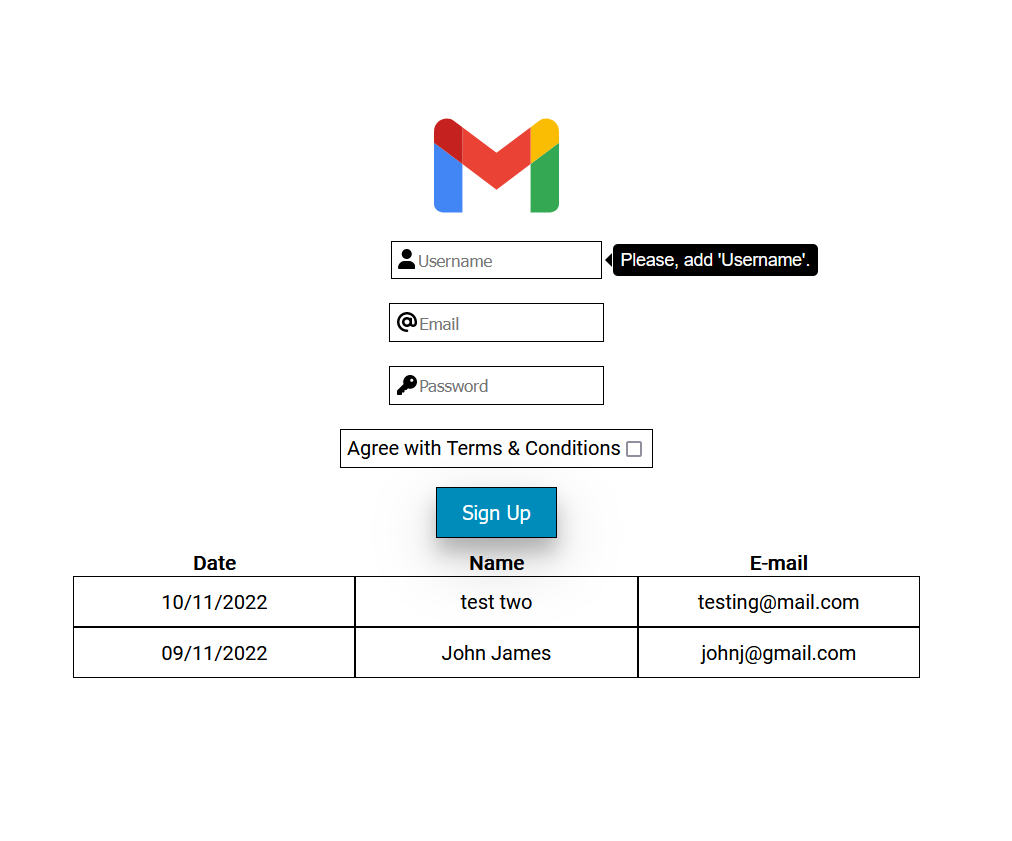 Username
Please, add 'Username'.
Email
Password
Agree with Terms & Conditions
Sign Up
Date Name E-mail
10/11/2022 test two testing@mail.com
09/11/2022 John James johnj@gmail.com